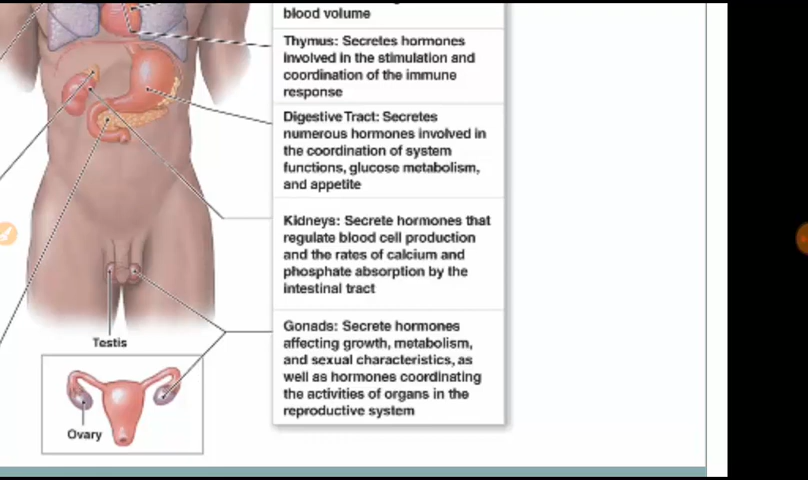 blood volume
Thymus: Secretes hormones
involved in the stimulation and
coordination of the immune
response
Digestive Tract: Secretes
numerous hormones involved in
the coordination of system
functions, glucose metabolism,
and appetite
Kidneys: Secrete hormones that
regulate blood cell production
and the rates of calcium and
phosphate absorption by the
intestinal tract
Gonads: Secrete hormones
affecting growth, metabolism,
and sexual characteristics, as
well as hormones coordinating
the activities of organs in the
reproductive system
Testis
Ovary